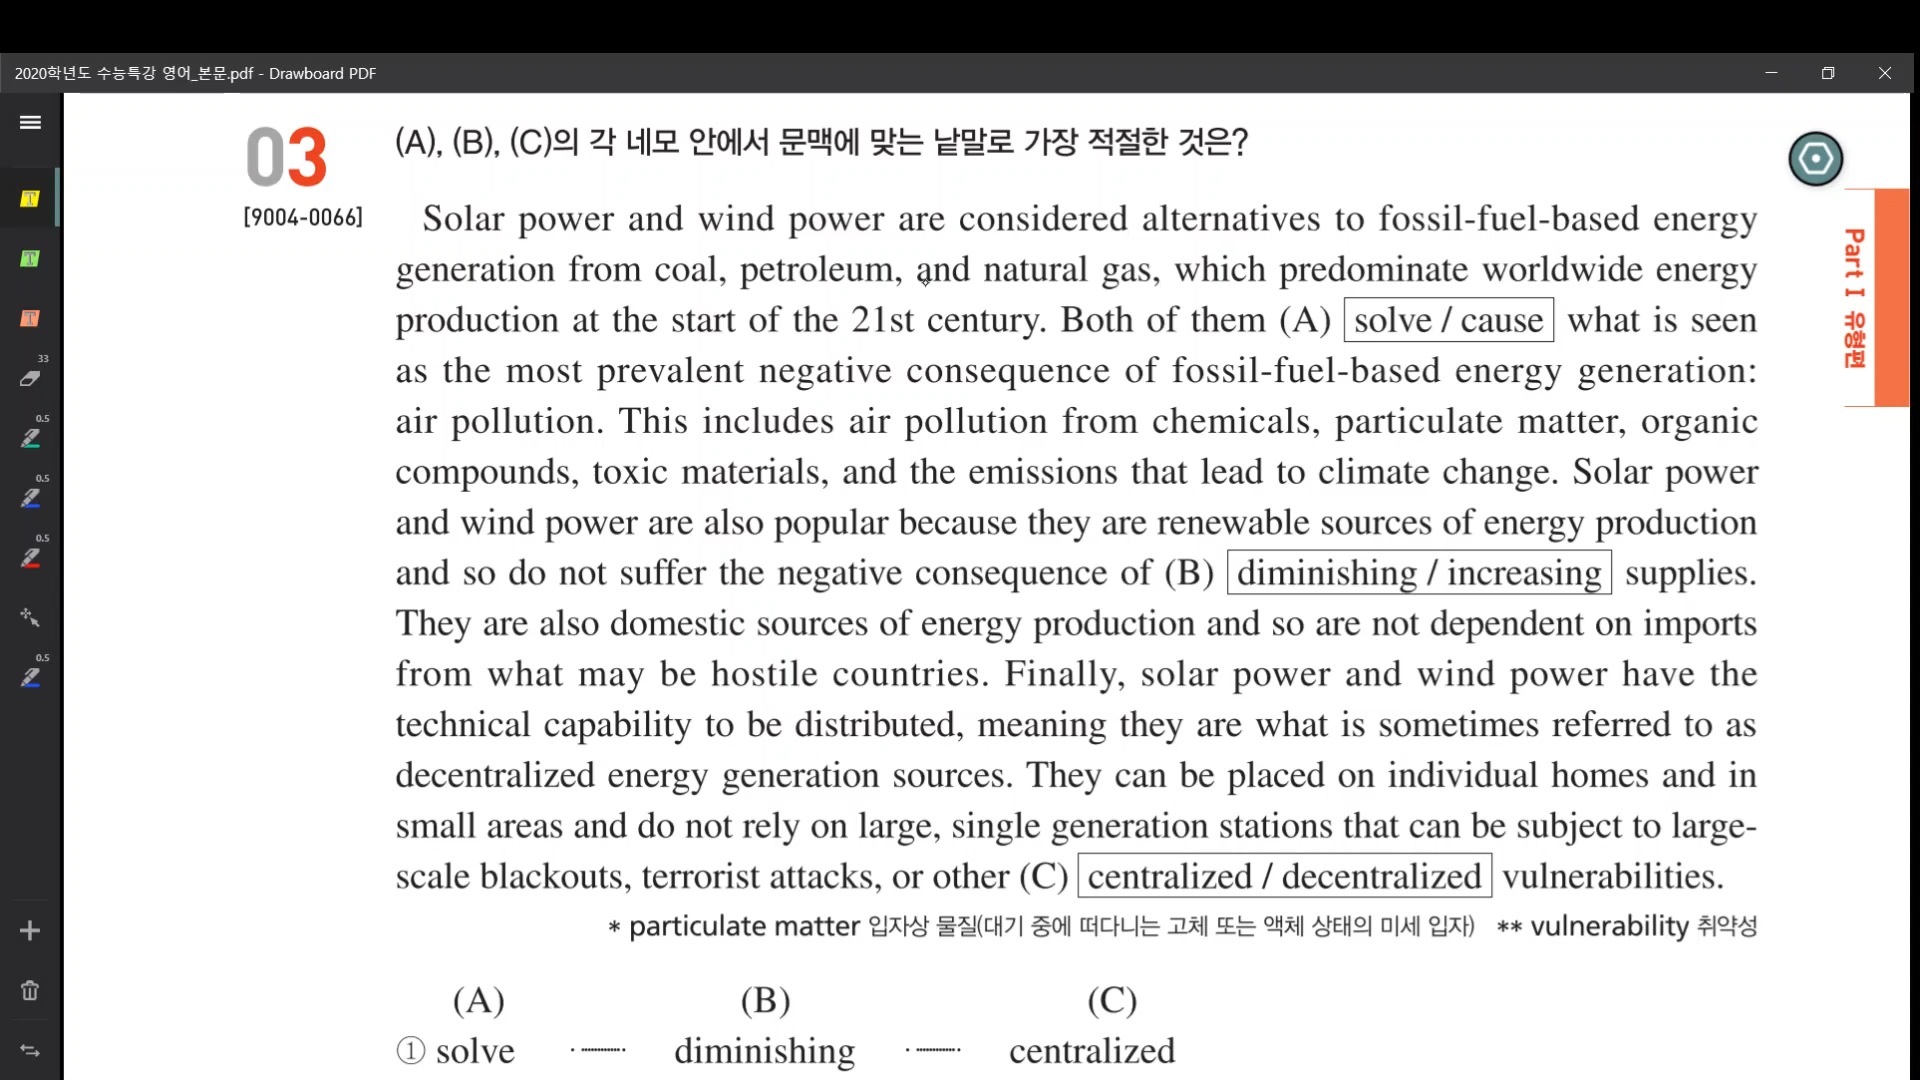 2020학년도 수능특강 영어_본문.pdf - Drawboard PDF
03
[9004-0066]
(A), (B), (C)의 각 네모 안에서 문맥에 맞는 낱말로 가장 적절한 것은?
Solar power and wind power are considered alternatives to fossil-fuel-based energy
generation from coal, petroleum, and natural gas, which predominate worldwide energy
production at the start of the 21st century. Both of them (A) solve / cause what is seen
as the most prevalent negative consequence of fossil-fuel-based energy generation:
air pollution. This includes air pollution from chemicals, particulate matter, organic
compounds, toxic materials, and the emissions that lead to climate change. Solar power
and wind power are also popular because they are renewable sources of energy production
and so do not suffer the negative consequence of (B) diminishing / increasing supplies.
They are also domestic sources of energy production and so are not dependent on imports
from what may be hostile countries. Finally, solar power and wind power have the
technical capability to be distributed, meaning they are what is sometimes referred to as
decentralized energy generation sources. They can be placed on individual homes and in
small areas and do not rely on large, single generation stations that can be subject to large-
scale blackouts, terrorist attacks, or other (C) centralized / decentralized vulnerabilities.
* particulate matter 입자상 물질(대기 중에 떠다니는 고체 또는 액체 상태의 미세 입자) ** vulnerability 취약성
(A) (B) (C)
① solve ········· diminishing ········· centralized
Part I 유형편
T
T
T
33
0.5
0.5
0.5
0.5